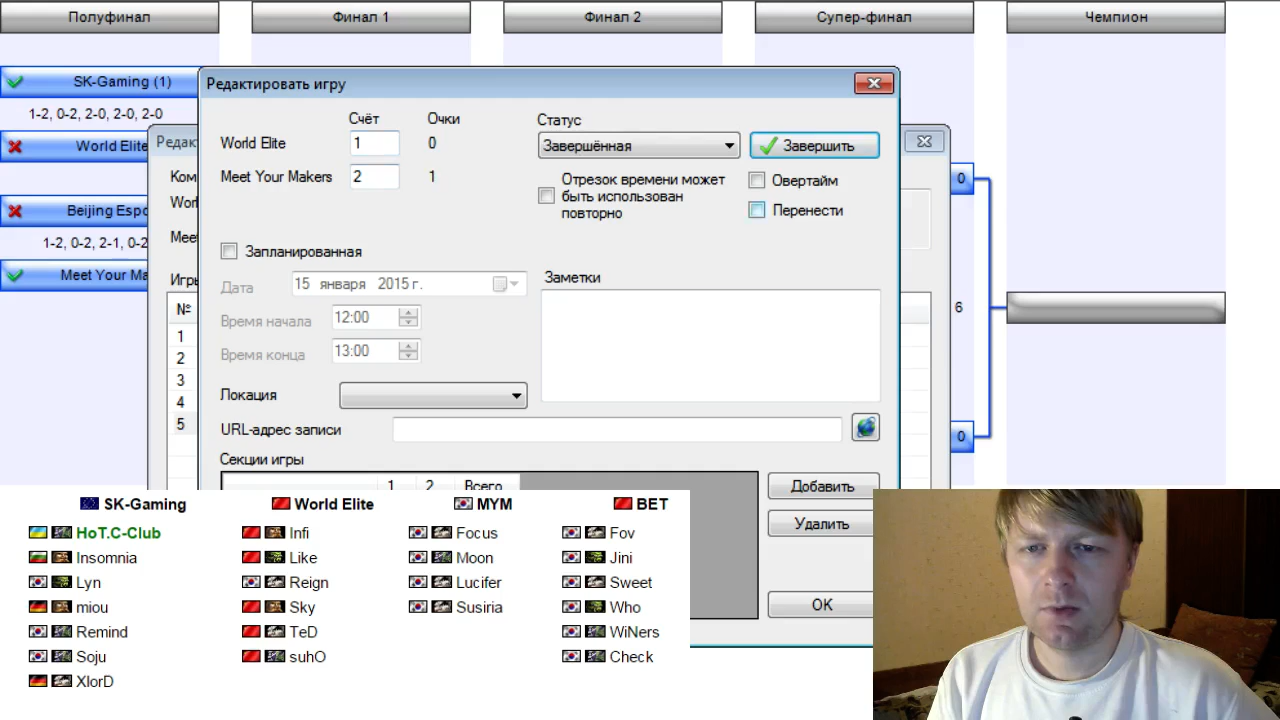 Полуфинал
Финал 1
Финал 2
Супер-финал
Чемпион
SK-Gaming (1)
1-2, 0-2, 2-0, 2-0, 2-0
World Elite
Beijing Espo
1-2, 0-2, 2-1, 0-2
Meet Your Ma
Редак
Ком
Wor
Meet
Игры
№
1
2
3
4
5
Редактировать игру
Счёт
Очки
World Elite
1
0
Meet Your Makers
2
1
Статус
Завершённая
Завершить
Отрезок времени может
быть использован
повторно
Овертайм
Перенести
Запланированная
Дата
15 января 2015 г.
Время начала
12:00
Время конца
13:00
Локация
Заметки
URL-адрес записи
Секции игры
1 2 Всего
Добавить
Удалить
OK
0
6
0
SK-Gaming
HoT.C-Club
Insomnia
Lyn
miou
Remind
Soju
XlorD
World Elite
Infi
Like
Reign
Sky
TeD
suhO
MYM
Focus
Moon
Lucifer
Susiria
BET
Fov
Jini
Sweet
Who
WiNers
Check